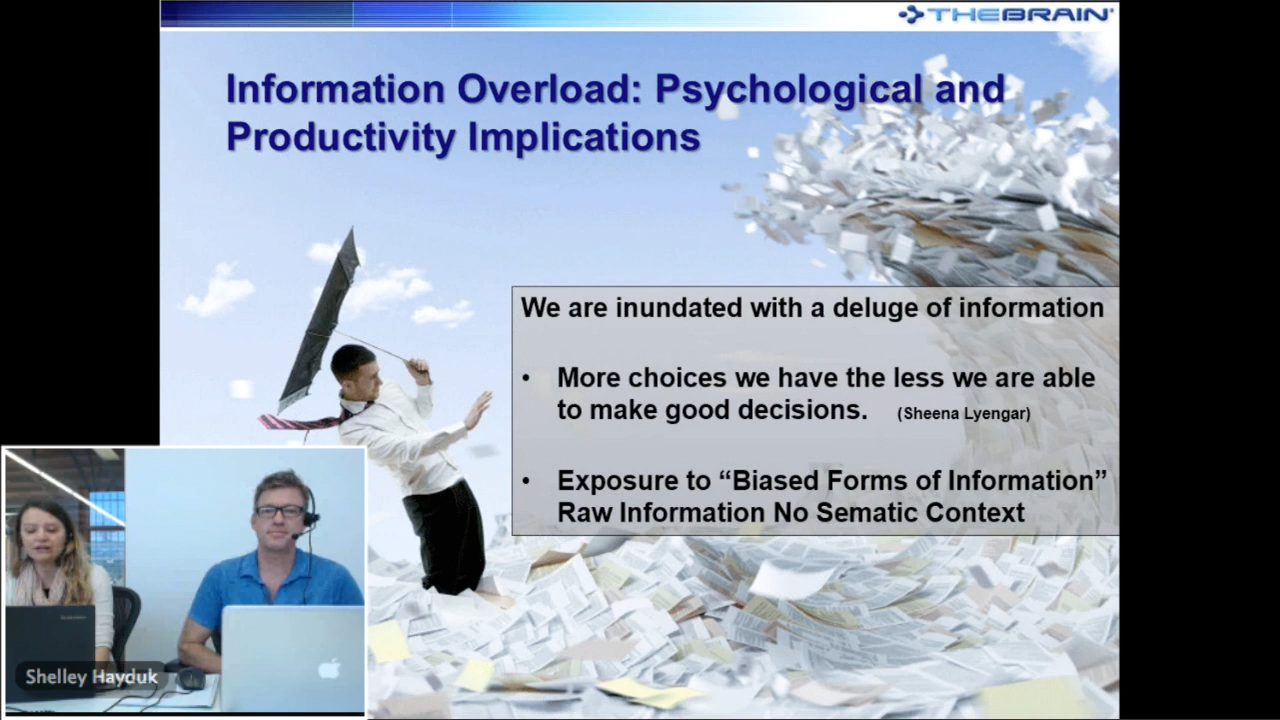 THEBRAIN
Information Overload: Psychological and
Productivity Implications
We are inundated with a deluge of information
• More choices we have the less we are able
to make good decisions. (Sheena Lyengar)
• Exposure to “Biased Forms of Information”
Raw Information No Sematic Context
Shelley Hayduk